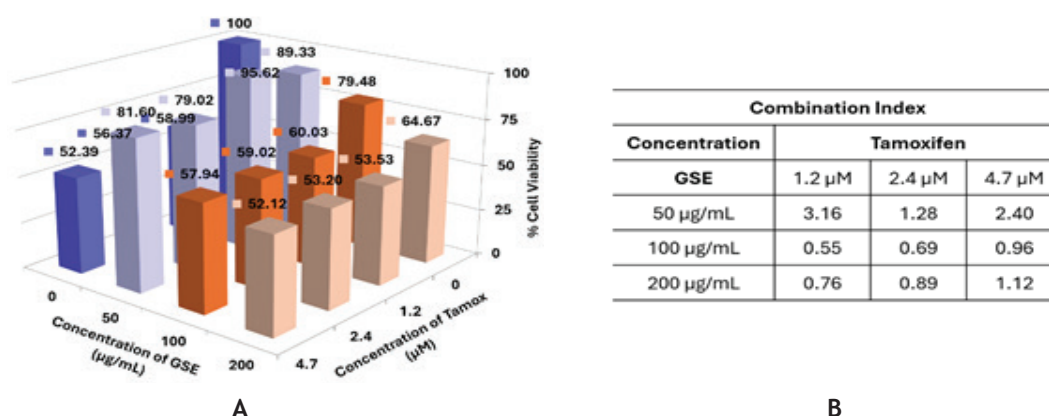 100
89.33
95.62
79.48
79.02
81.60
58.99
64.67
56.37
60.03
52.39
59.02
53.53
57.94
53.20
52.12
100
75
50
25
0
% Cell Viability
0
50
100
200
Concentration of GSE
(µg/mL)
0
1.2
2.4
4.7
Concentration of Tamox
(µM)
A
Combination Index
Concentration Tamoxifen
GSE 1.2 µM 2.4 µM 4.7 µM
50 µg/mL 3.16 1.28 2.40
100 µg/mL 0.55 0.69 0.96
200 µg/mL 0.76 0.89 1.12
B